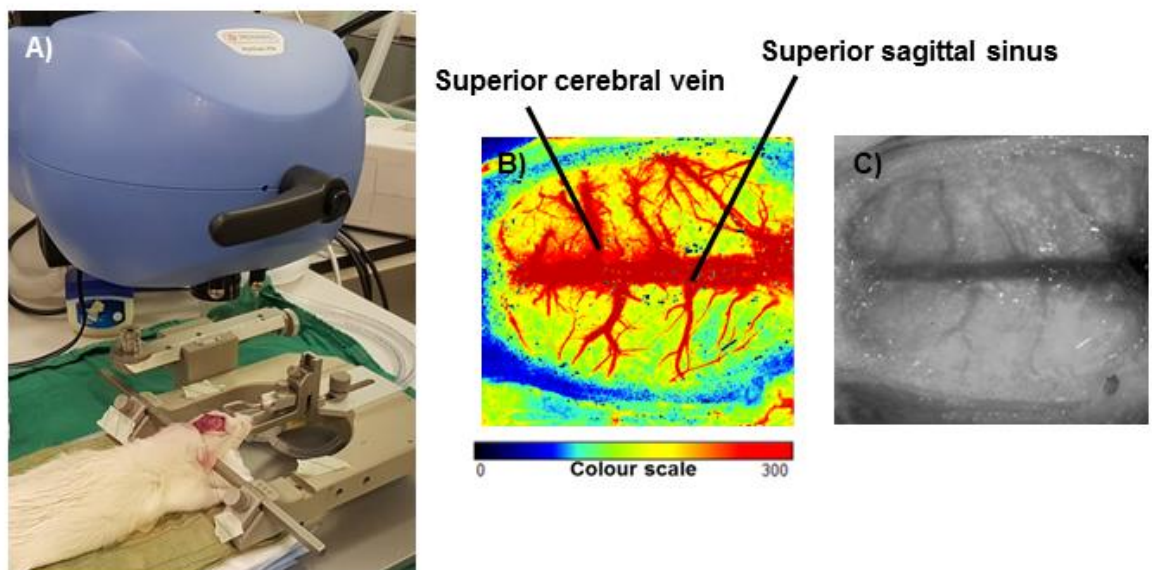 A)
Superior cerebral vein
Superior sagittal sinus
B)
C)
0
Colour scale
300